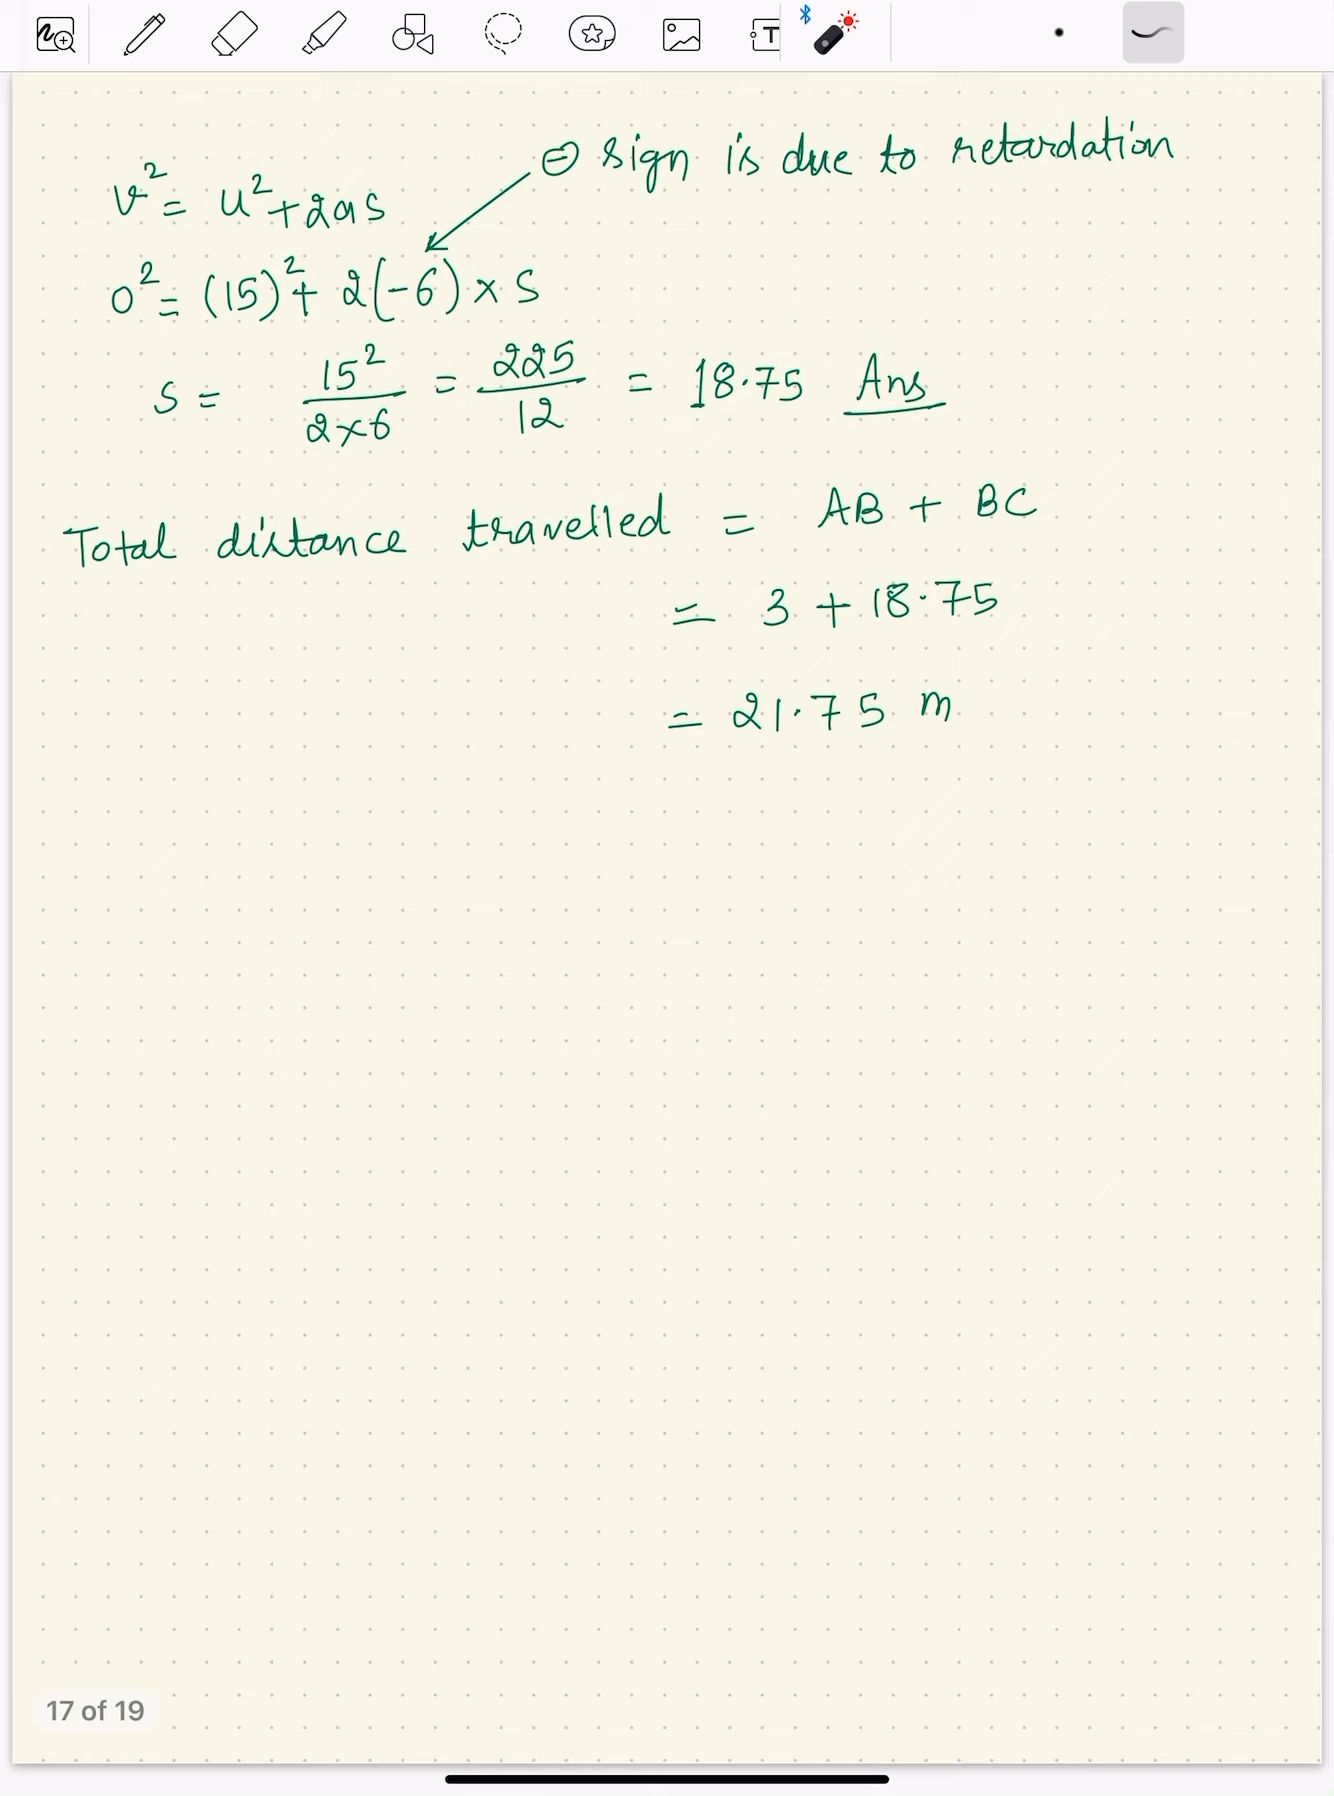 ⊖ sign is due to retardation
v² = u² + 2as
0² = (15)² + 2(-6) × s
s = 15²/2×6 = 225/12 = 18.75 Ans
Total distance travelled = AB + BC
= 3 + 18.75
= 21.75 m
17 of 19